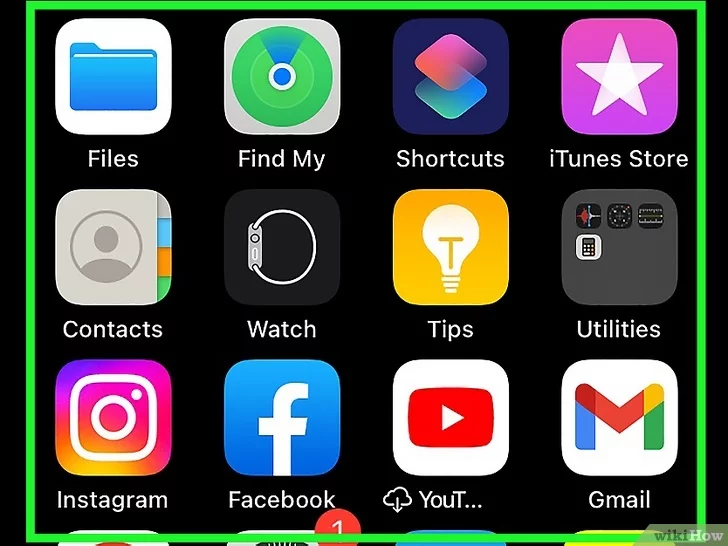 Files
Find My
Shortcuts
iTunes Store
Contacts
Watch
Tips
Utilities
Instagram
Facebook
YouT...
Gmail
1
wikiHow